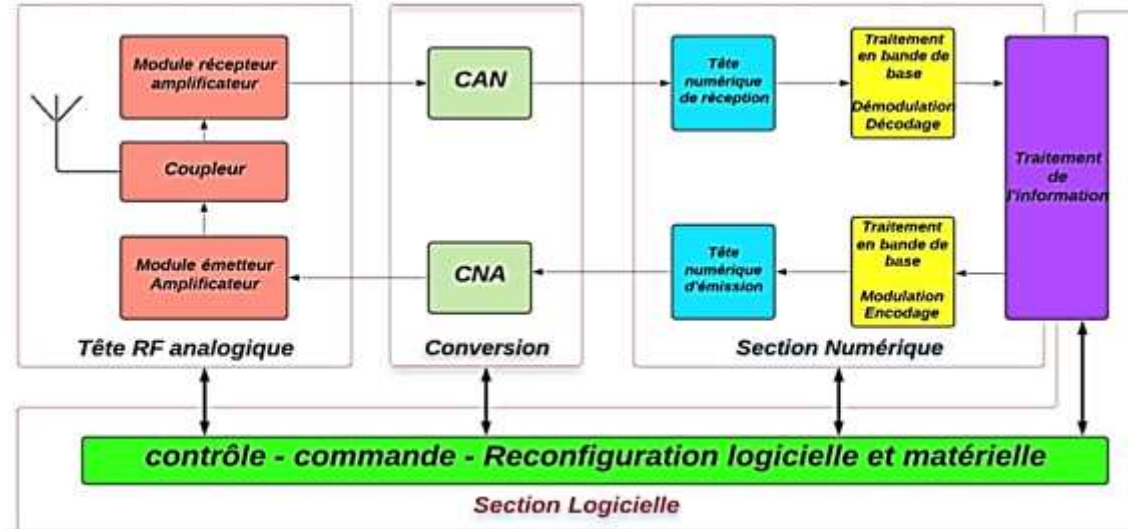 Module récepteur
amplificateur
Coupleur
Module émetteur
Amplificateur
Tête RF analogique
CAN
CNA
Conversion
Tête
numérique
de réception
Traitement
en bande de
base
Démodulation
Décodage
Tête
numérique
d'émission
Traitement
en bande de
base
Modulation
Encodage
Section Numérique
Traitement
de
l'information
contrôle - commande - Reconfiguration logicielle et matérielle
Section Logicielle